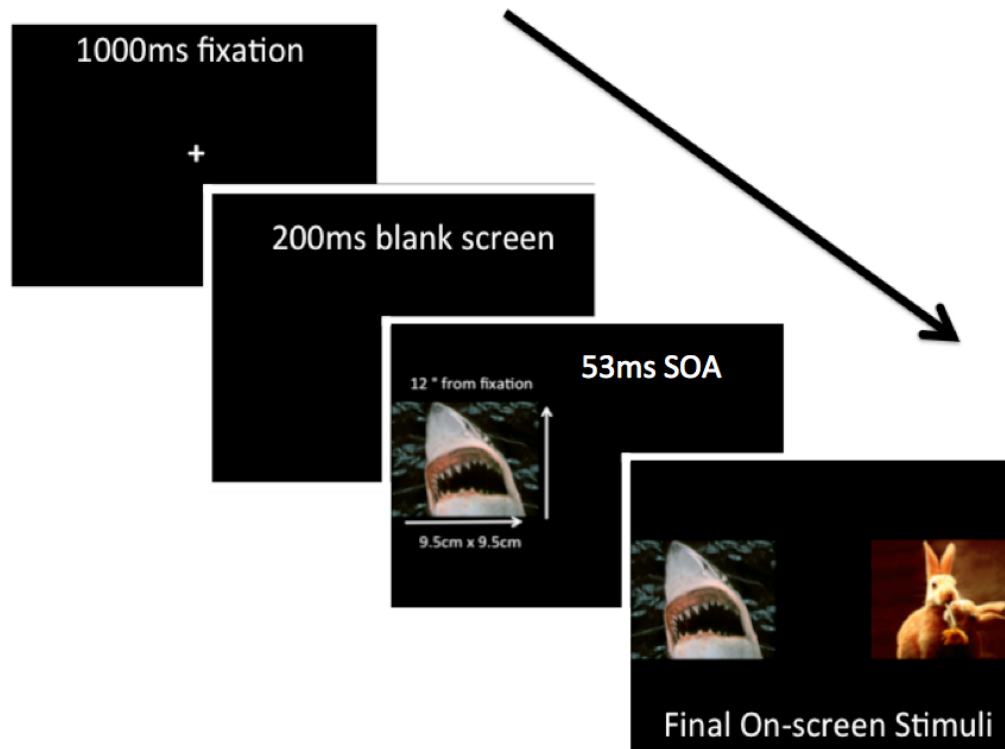 1000ms fixation
+
200ms blank screen
53ms SOA
12 " from fixation
9.5cm x 9.5cm
Final On-screen Stimuli